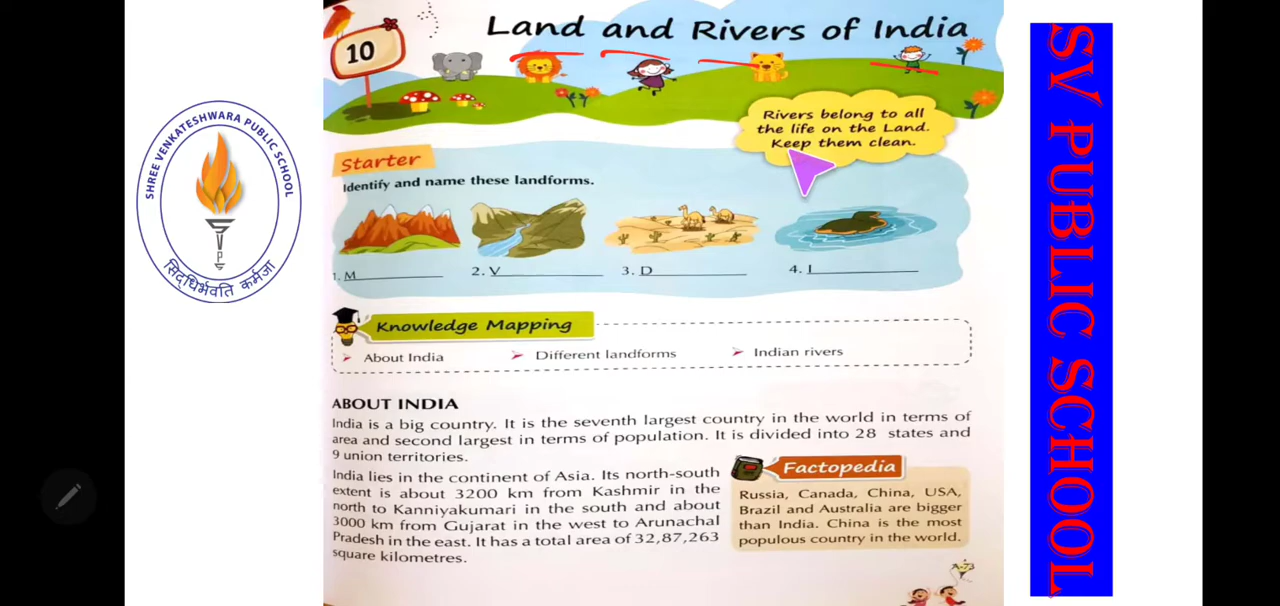 10
Land and Rivers of India
Rivers belong to all
the life on the Land.
Keep them clean.
Starter
Identify and name these landforms.
1. M
2. V
3. D
4. I
Knowledge Mapping
About India
Different landforms
Indian rivers
ABOUT INDIA
India is a big country. It is the seventh largest country in the world in terms of
area and second largest in terms of population. It is divided into 28 states and
9 union territories.
India lies in the continent of Asia. Its north-south
extent is about 3200 km from Kashmir in the
north to Kanniyakumari in the south and about
3000 km from Gujarat in the west to Arunachal
Pradesh in the east. It has a total area of 32,87,263
square kilometres.
Factopedia
Russia, Canada, China, USA,
Brazil and Australia are bigger
than India. China is the most
populous country in the world.
A-73
SHREE VENKATESHWARA PUBLIC SCHOOL
S
V
P
S
सिद्धिर्भवति कर्मजा
SV PUBLIC SCHOOL